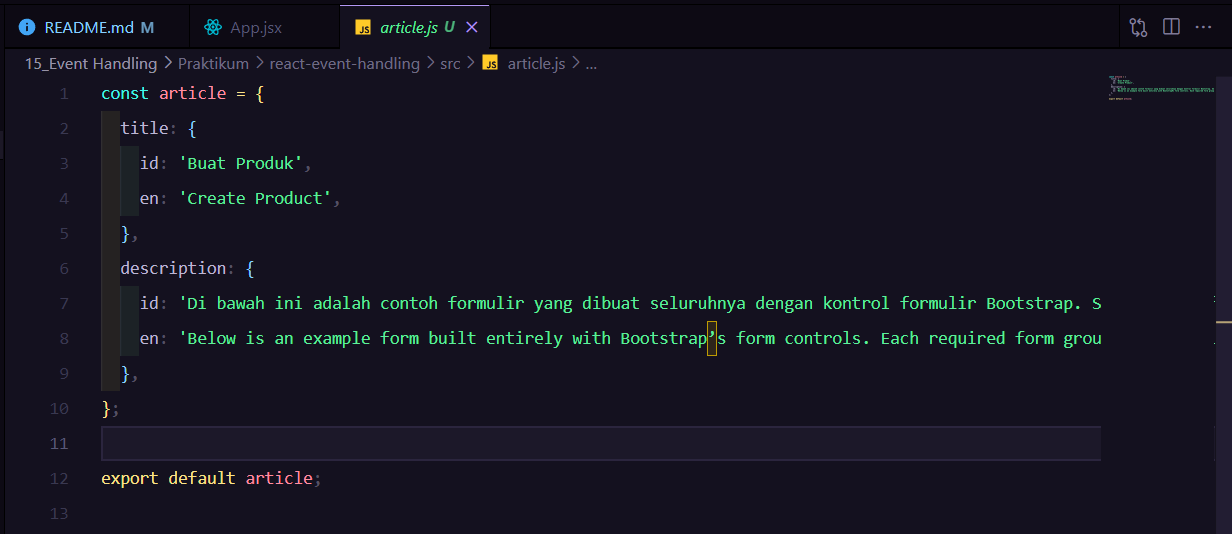 README.md M App.jsx JS article.js U
15_Event Handling > Praktikum > react-event-handling > src > JS article.js > ...
1 const article = {
2 title: {
3 id: 'Buat Produk',
4 en: 'Create Product',
5 },
6 description: {
7 id: 'Di bawah ini adalah contoh formulir yang dibuat seluruhnya dengan kontrol formulir Bootstrap. S
8 en: 'Below is an example form built entirely with Bootstrap’s form controls. Each required form grou
9 },
10 };
11
12 export default article;
13